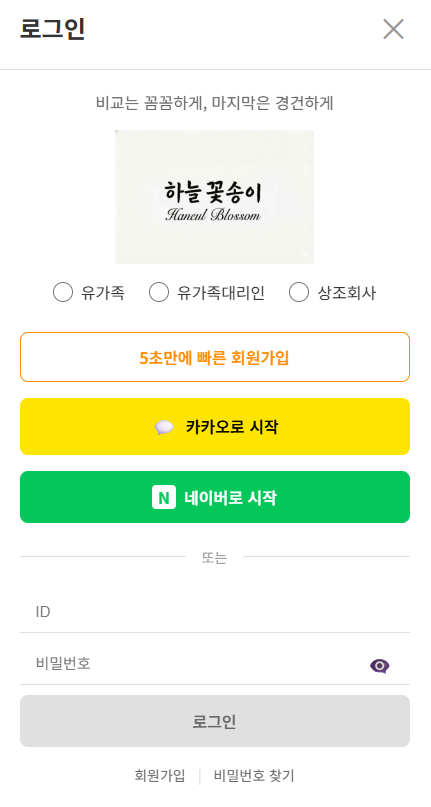 로그인
비교는 꼼꼼하게, 마지막은 경건하게
하늘 꽃송이
Haneul Blossom
유가족 유가족대리인 상조회사
5초만에 빠른 회원가입
카카오로 시작
N 네이버로 시작
또는
ID
비밀번호
로그인
회원가입 | 비밀번호 찾기